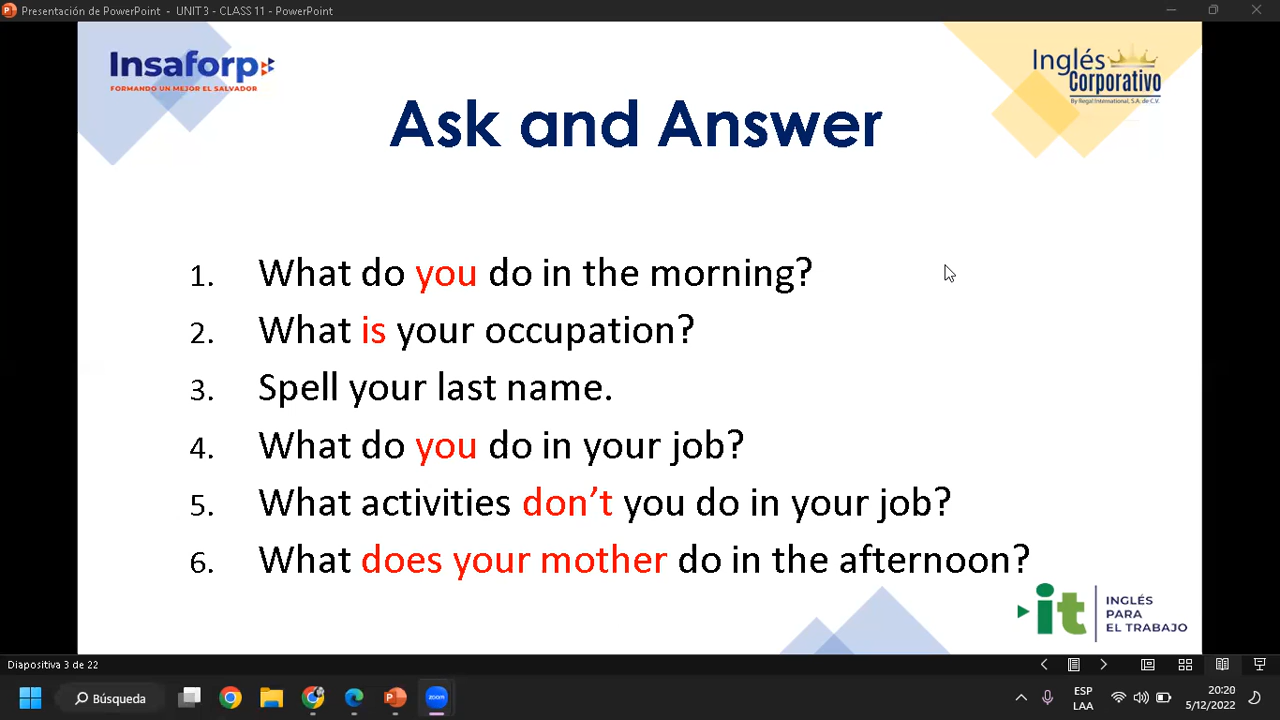 Presentación de PowerPoint - UNIT 3 - CLASS 11 - PowerPoint
Insaforp
FORMANDO UN MEJOR EL SALVADOR
Inglés
Corporativo
By Regal International, S.A. de C.V.
Ask and Answer
1. What do you do in the morning?
2. What is your occupation?
3. Spell your last name.
4. What do you do in your job?
5. What activities don’t you do in your job?
6. What does your mother do in the afternoon?
it
INGLÉS
PARA
EL TRABAJO
Diapositiva 3 de 22
Búsqueda
zoom
ESP
LAA
20:20
5/12/2022